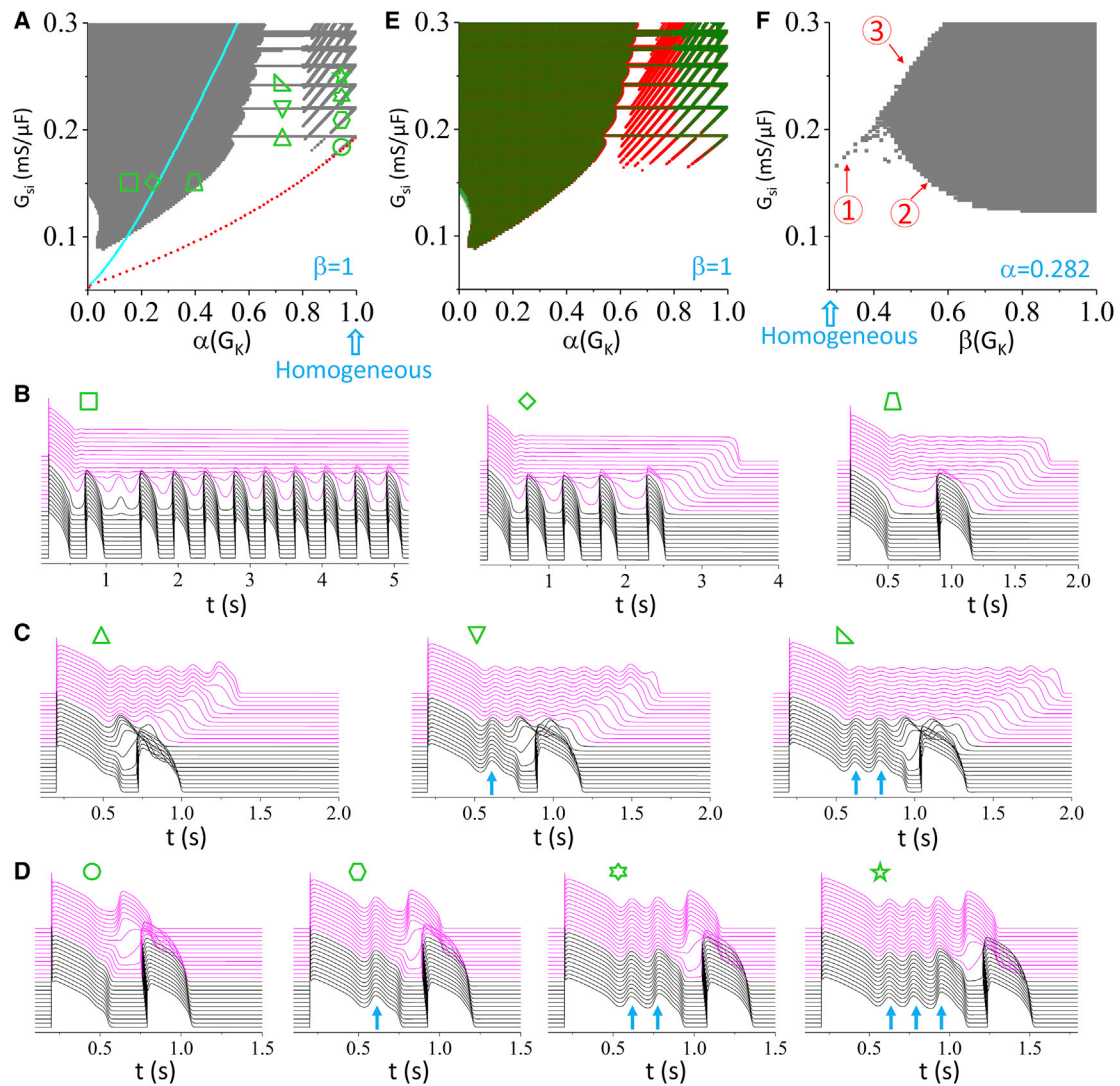 A
E
F
0.3
0.2
0.1
G_si (mS/μF)
β=1
0.0 0.2 0.4 0.6 0.8 1.0
α(G_K)
Homogeneous
0.3
0.2
0.1
G_si (mS/μF)
β=1
0.0 0.2 0.4 0.6 0.8 1.0
α(G_K)
0.3
0.2
0.1
G_si (mS/μF)
③
①
②
α=0.282
0.4 0.6 0.8 1.0
Homogeneous
β(G_K)
B
1 2 3 4 5
t (s)
1 2 3 4
t (s)
0.5 1.0 1.5 2.0
t (s)
C
0.5 1.0 1.5 2.0
t (s)
0.5 1.0 1.5 2.0
t (s)
0.5 1.0 1.5 2.0
t (s)
D
0.5 1.0 1.5
t (s)
0.5 1.0 1.5
t (s)
0.5 1.0 1.5
t (s)
0.5 1.0 1.5
t (s)